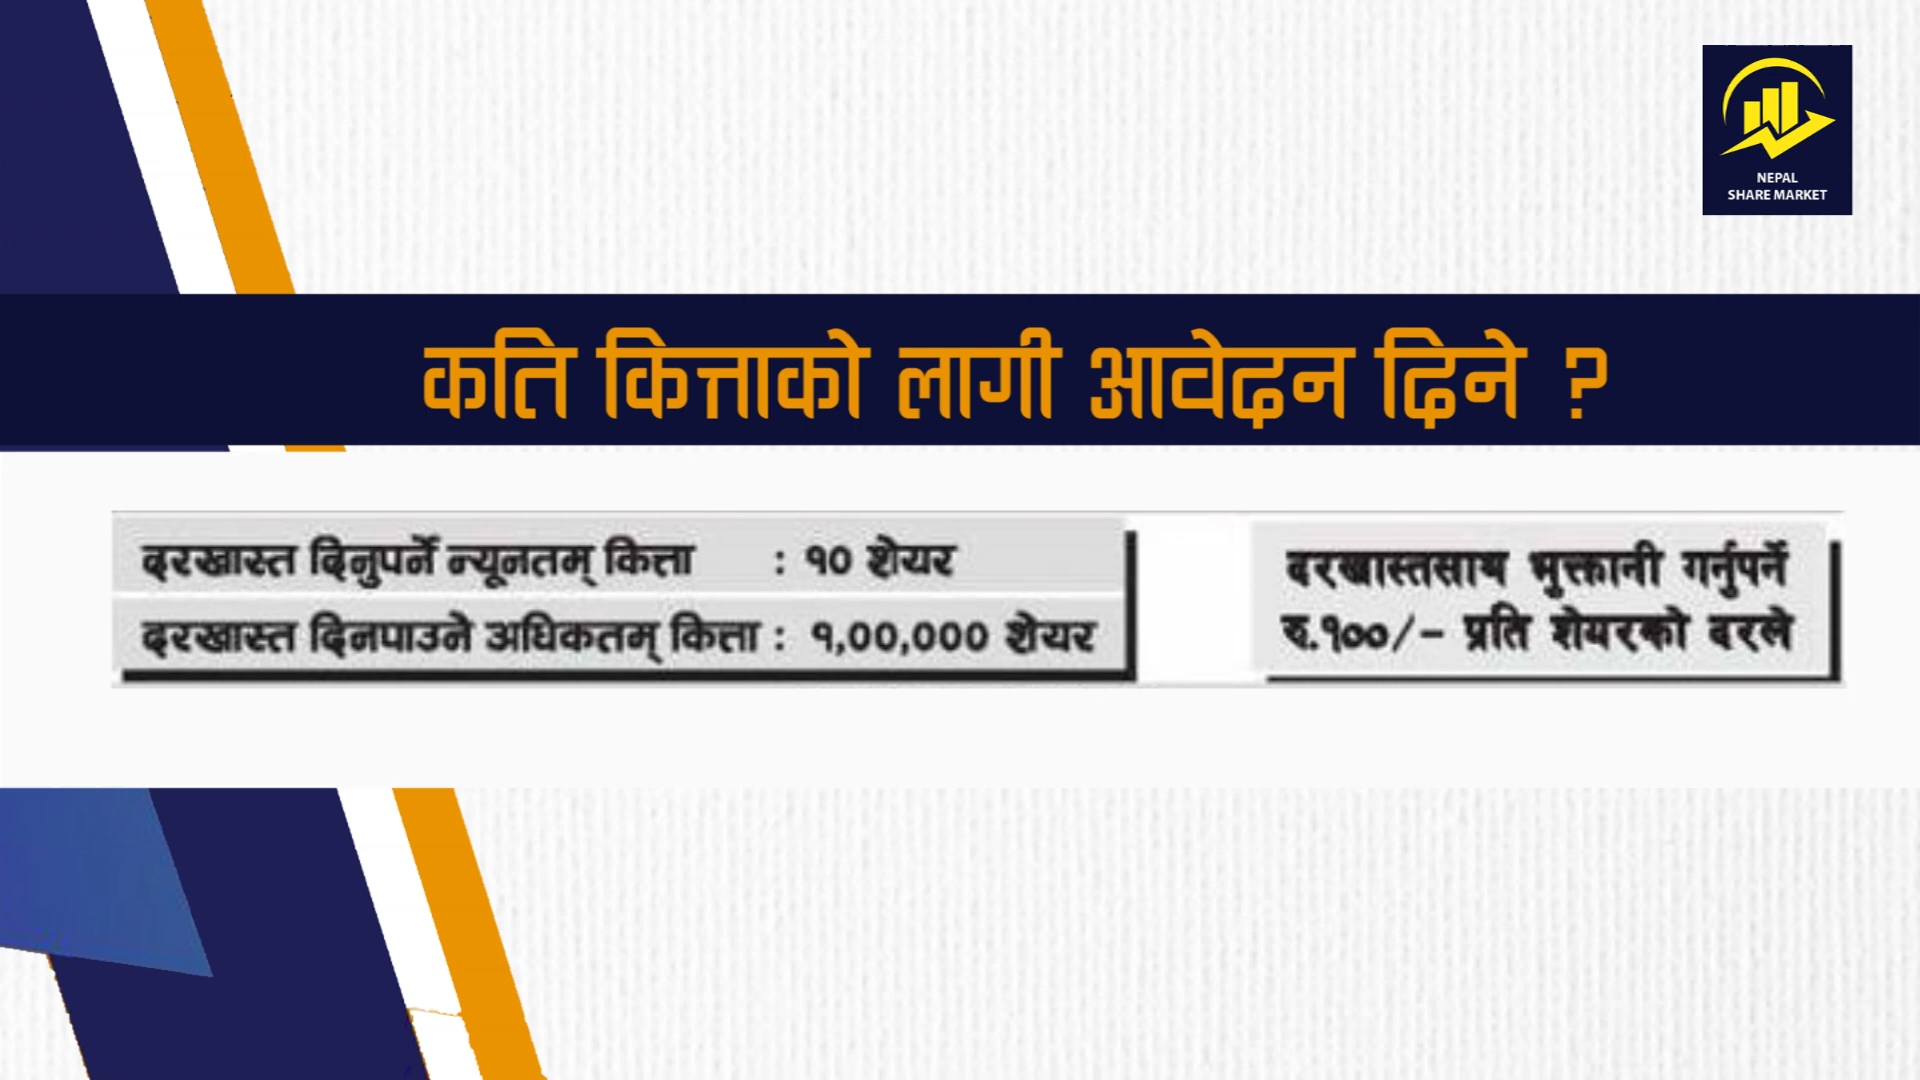 NEPAL
SHARE MARKET
कति कित्ताको लागी आवेदन दिने ?
दरखास्त दिनुपर्ने न्यूनतम् कित्ता : १० शेयर
दरखास्त दिनपाउने अधिकतम् कित्ता : १,००,००० शेयर
दरखास्तसाथ भुक्तानी गर्नुपर्ने
रु.१००/- प्रति शेयरको दरले